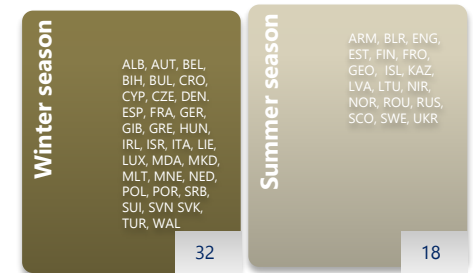 Winter season
ALB, AUT, BEL,
BIH, BUL, CRO,
CYP, CZE, DEN.
ESP, FRA, GER,
GIB, GRE, HUN,
IRL, ISR, ITA, LIE,
LUX, MDA, MKD,
MLT, MNE, NED,
POL, POR, SRB,
SUI, SVN SVK,
TUR, WAL
32
Summer season
ARM, BLR, ENG,
EST, FIN, FRO,
GEO, ISL, KAZ,
LVA, LTU, NIR,
NOR, ROU, RUS,
SCO, SWE, UKR
18